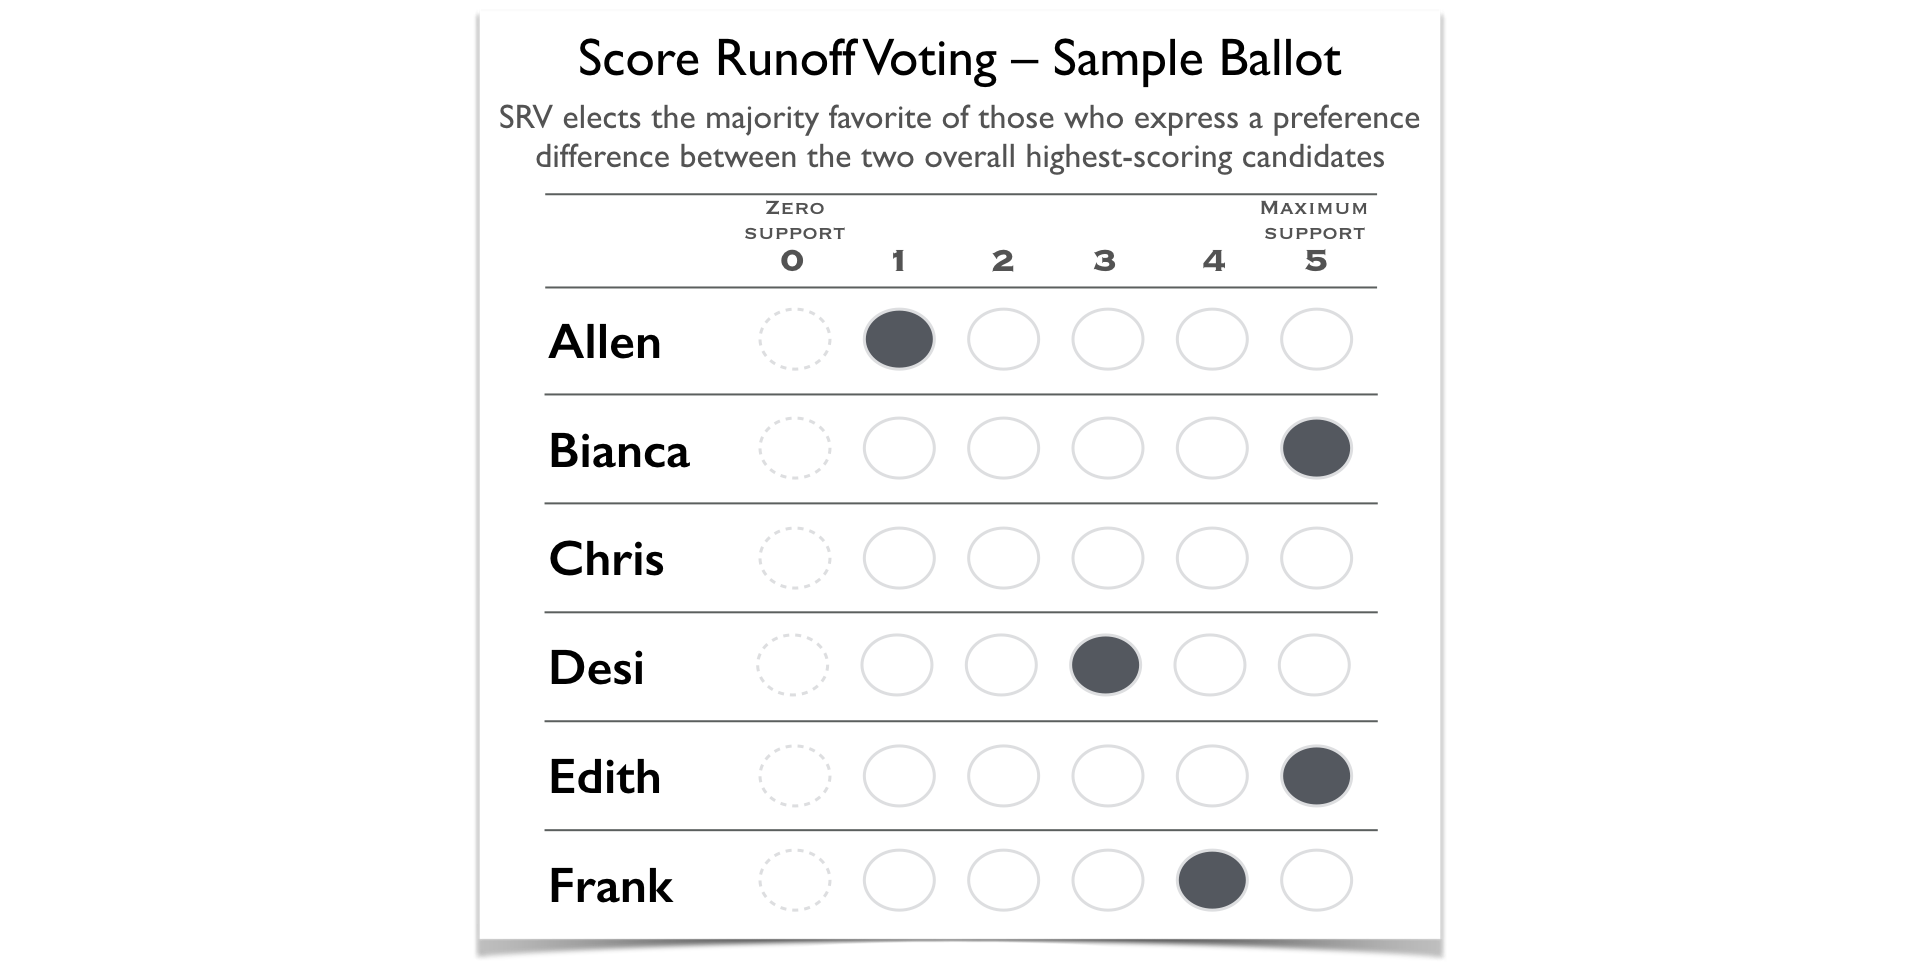 Score Runoff Voting – Sample Ballot
SRV elects the majority favorite of those who express a preference
difference between the two overall highest-scoring candidates
ZERO SUPPORT MAXIMUM SUPPORT
0 1 2 3 4 5
Allen
Bianca
Chris
Desi
Edith
Frank